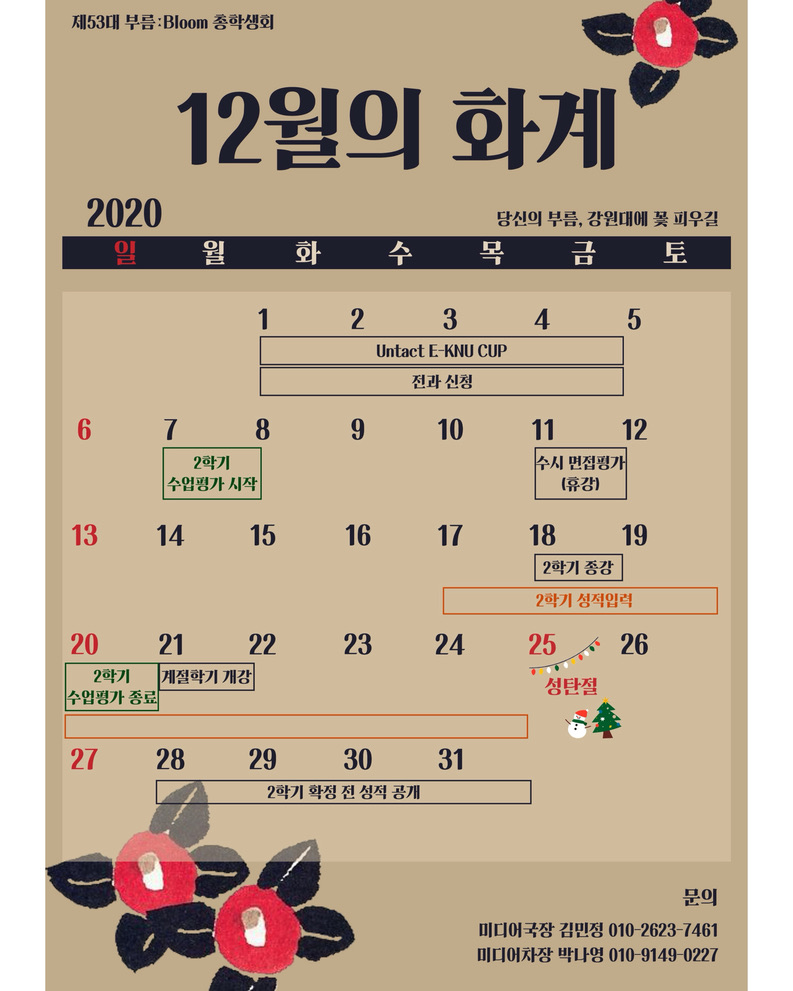 제53대 부름:Bloom 총학생회
12월의 화계
2020
당신의 부름, 강원대에 꽃 피우길
일 월 화 수 목 금 토
1 2 3 4 5
Untact E-KNU CUP
전과 신청
6 7 8 9 10 11 12
2학기
수업평가 시작
수시 면접평가
(휴강)
13 14 15 16 17 18 19
2학기 종강
2학기 성적입력
20 21 22 23 24 25 26
2학기
수업평가 종료
계절학기 개강
성탄절
27 28 29 30 31
2학기 확정 전 성적 공개
문의
미디어국장 김민정 010-2623-7461
미디어차장 박나영 010-9149-0227